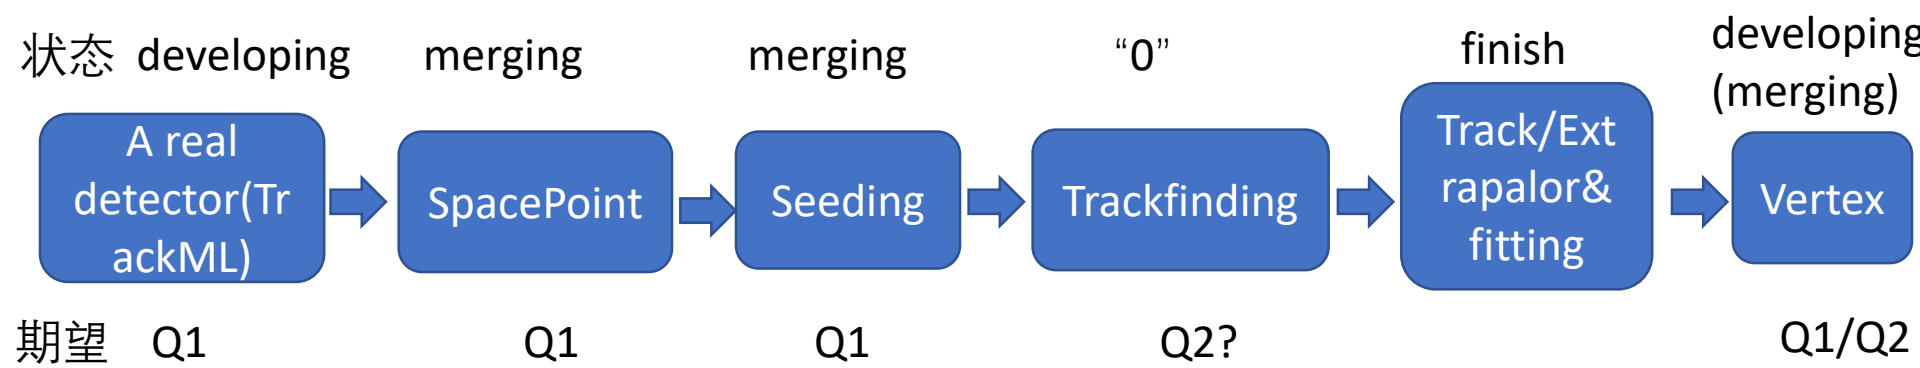 状态 developing merging merging “0” finish developing
(merging)
A real
detector(Tr
ackML)
SpacePoint
Seeding
Trackfinding
Track/Ext
rapalor&
fitting
Vertex
期望 Q1 Q1 Q1 Q2? Q1/Q2